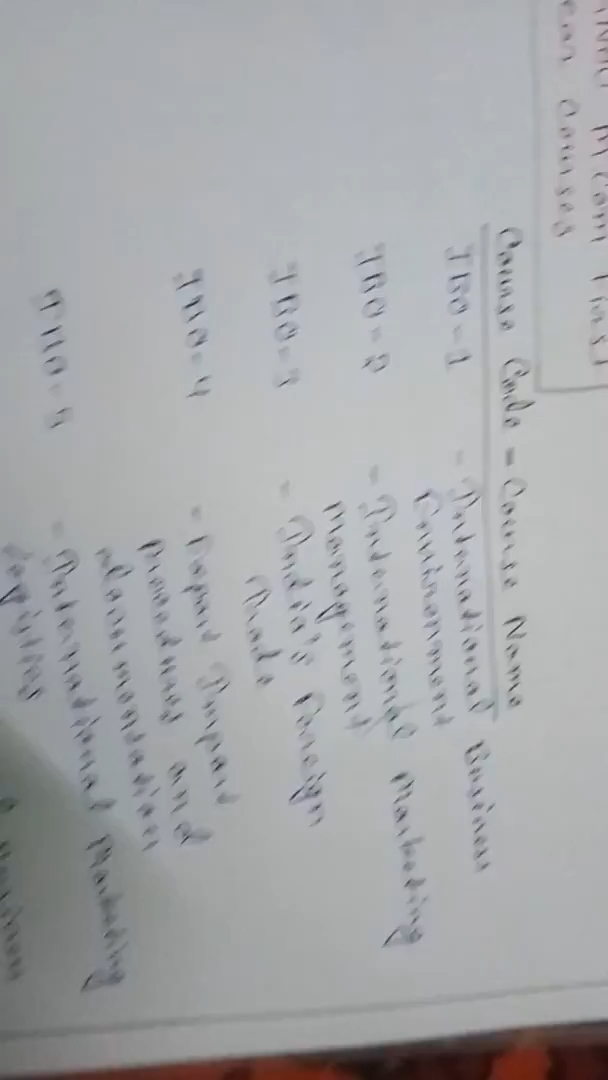 M.Com First
Courses
Course Code - Course Name
IBO - 1 - International Business
Environment
IBO - 2 - International Marketing
Management
IBO - 3 - India's Foreign
Trade
IBO - 4 - Export Import
Procedures and
Documentation
IBO - 5 - International Marketing
Logistics